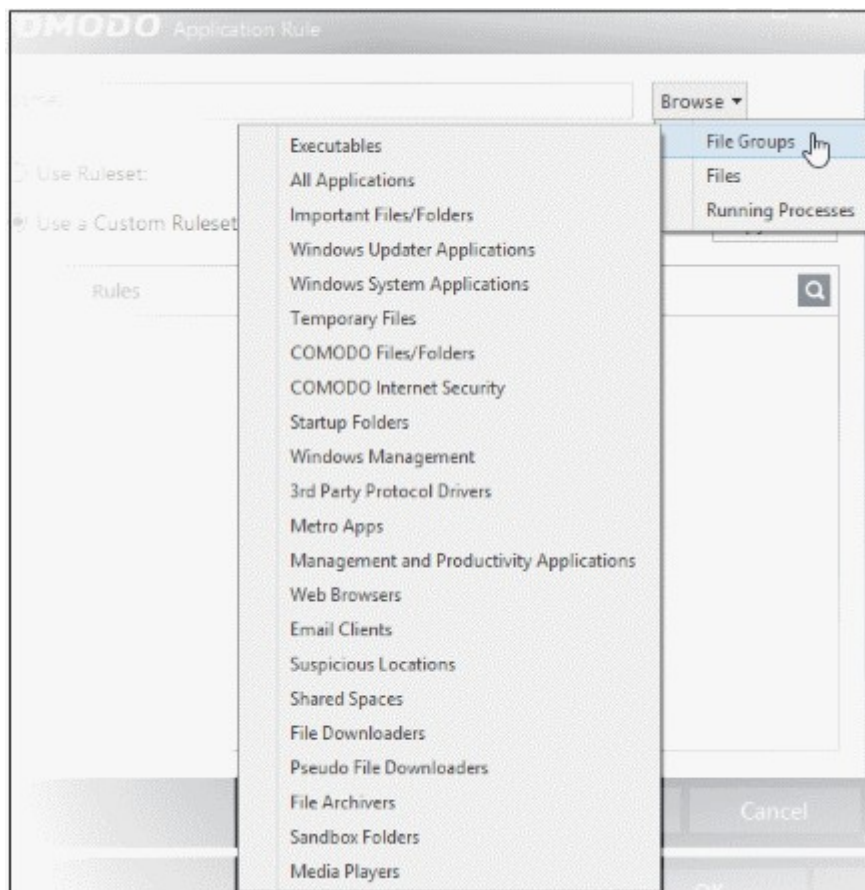 COMODO Application Rule
Browse
File Groups
Files
Running Processes
Use Ruleset:
Use a Custom Ruleset
Rules
Executables
All Applications
Important Files/Folders
Windows Updater Applications
Windows System Applications
Temporary Files
COMODO Files/Folders
COMODO Internet Security
Startup Folders
Windows Management
3rd Party Protocol Drivers
Metro Apps
Management and Productivity Applications
Web Browsers
Email Clients
Suspicious Locations
Shared Spaces
File Downloaders
Pseudo File Downloaders
File Archivers
Sandbox Folders
Media Players
Cancel